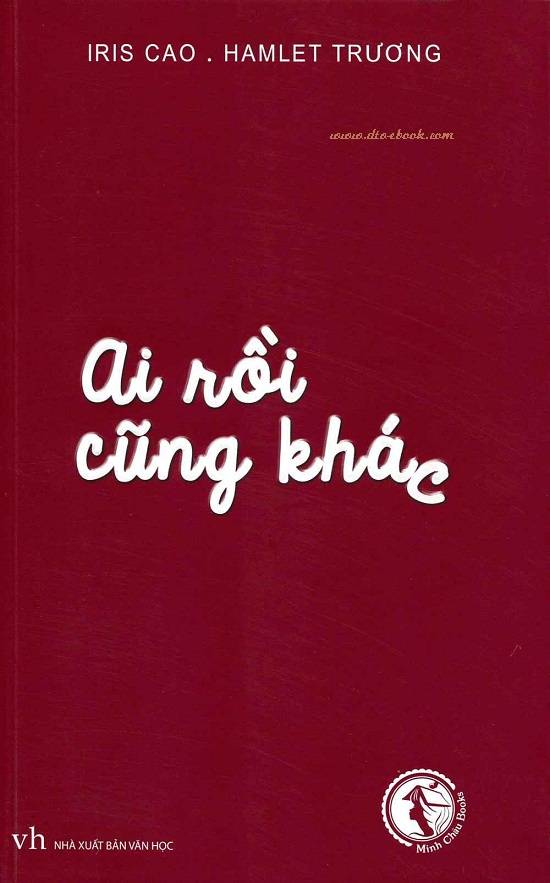 IRIS CAO . HAMLET TRƯƠNG
www.dtv-ebook.com
Ai rồi
cũng khác
vh NHÀ XUẤT BẢN VĂN HỌC
Minh Châu Books